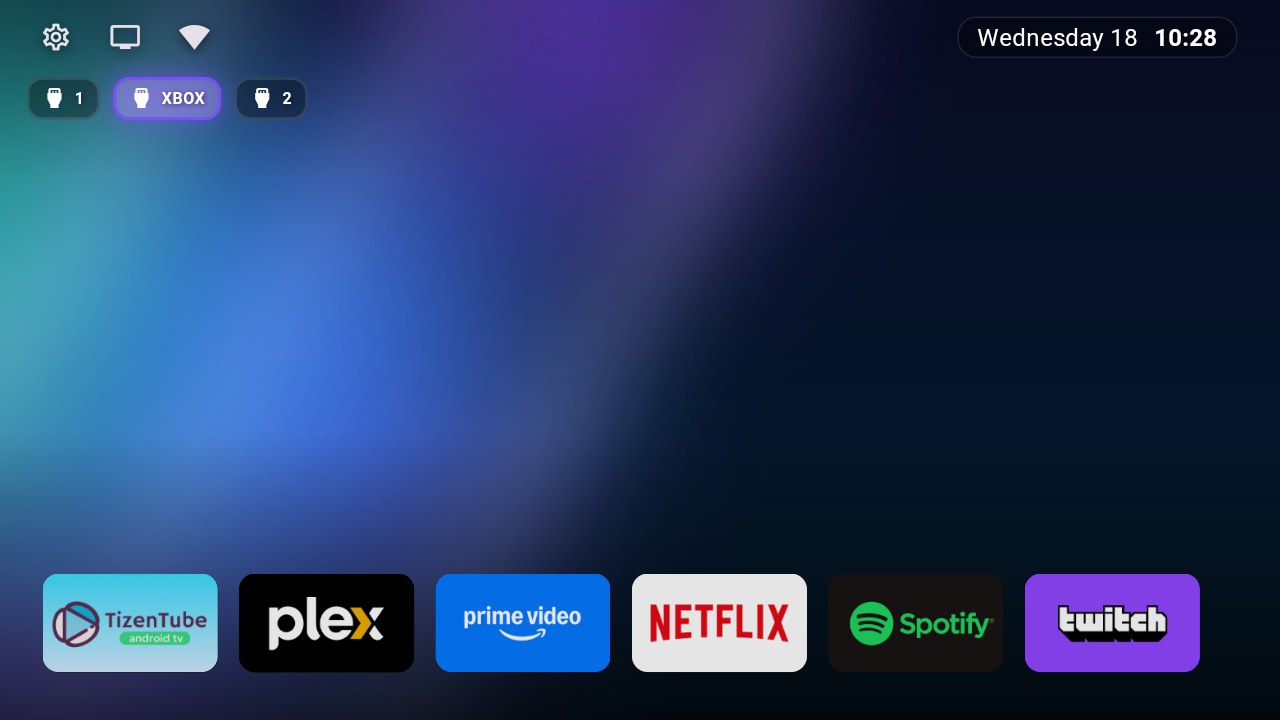 Wednesday 18 10:28
1 XBOX 2
TizenTube
android tv
plex
prime video
NETFLIX
Spotify
twitch